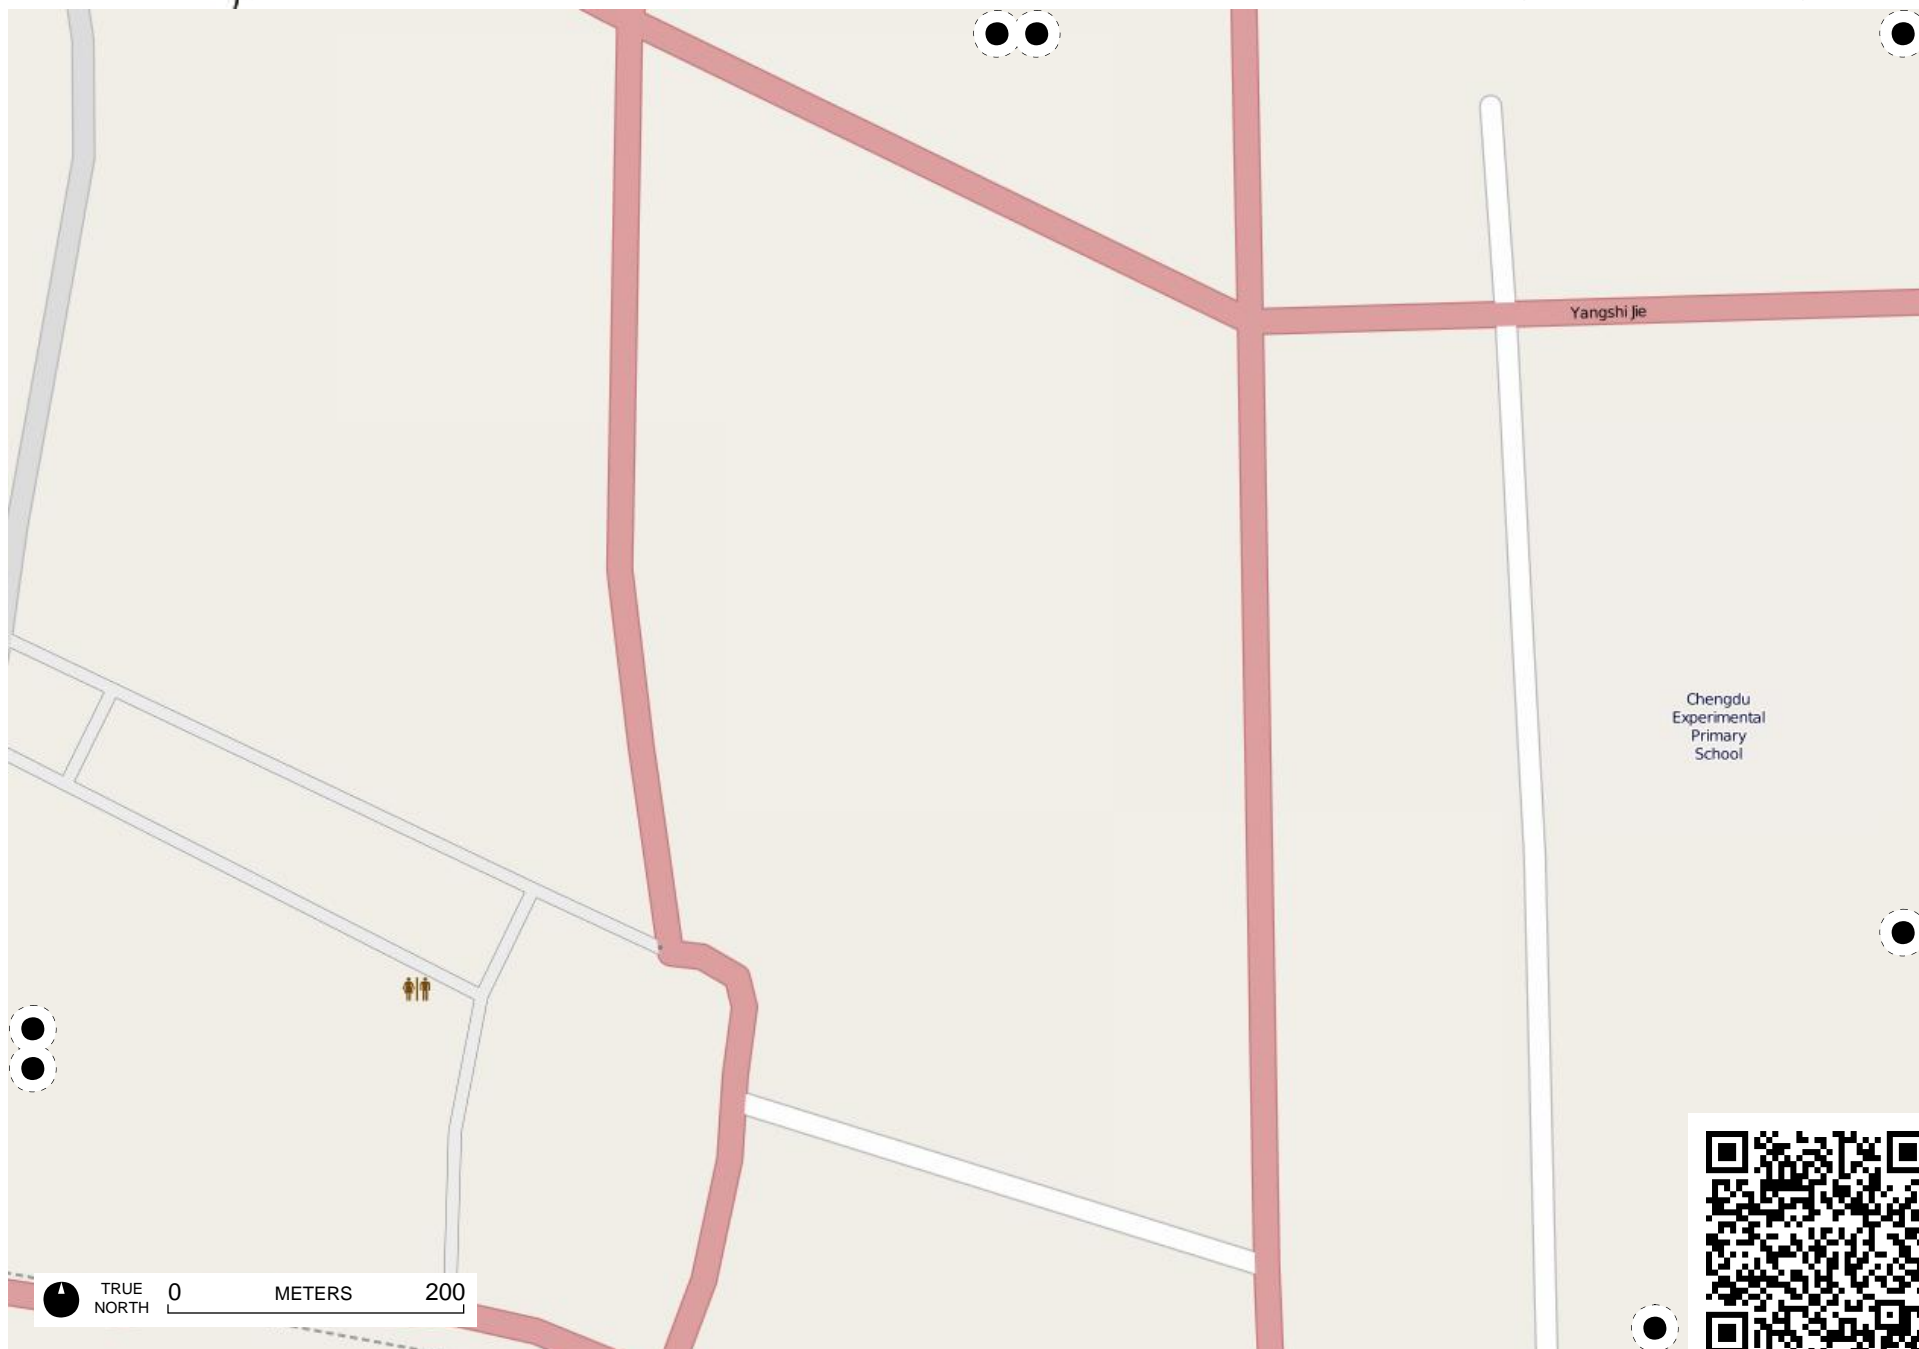 Yangshi Jie
Chengdu
Experimental
Primary
School
TRUE
NORTH
0 METERS 200